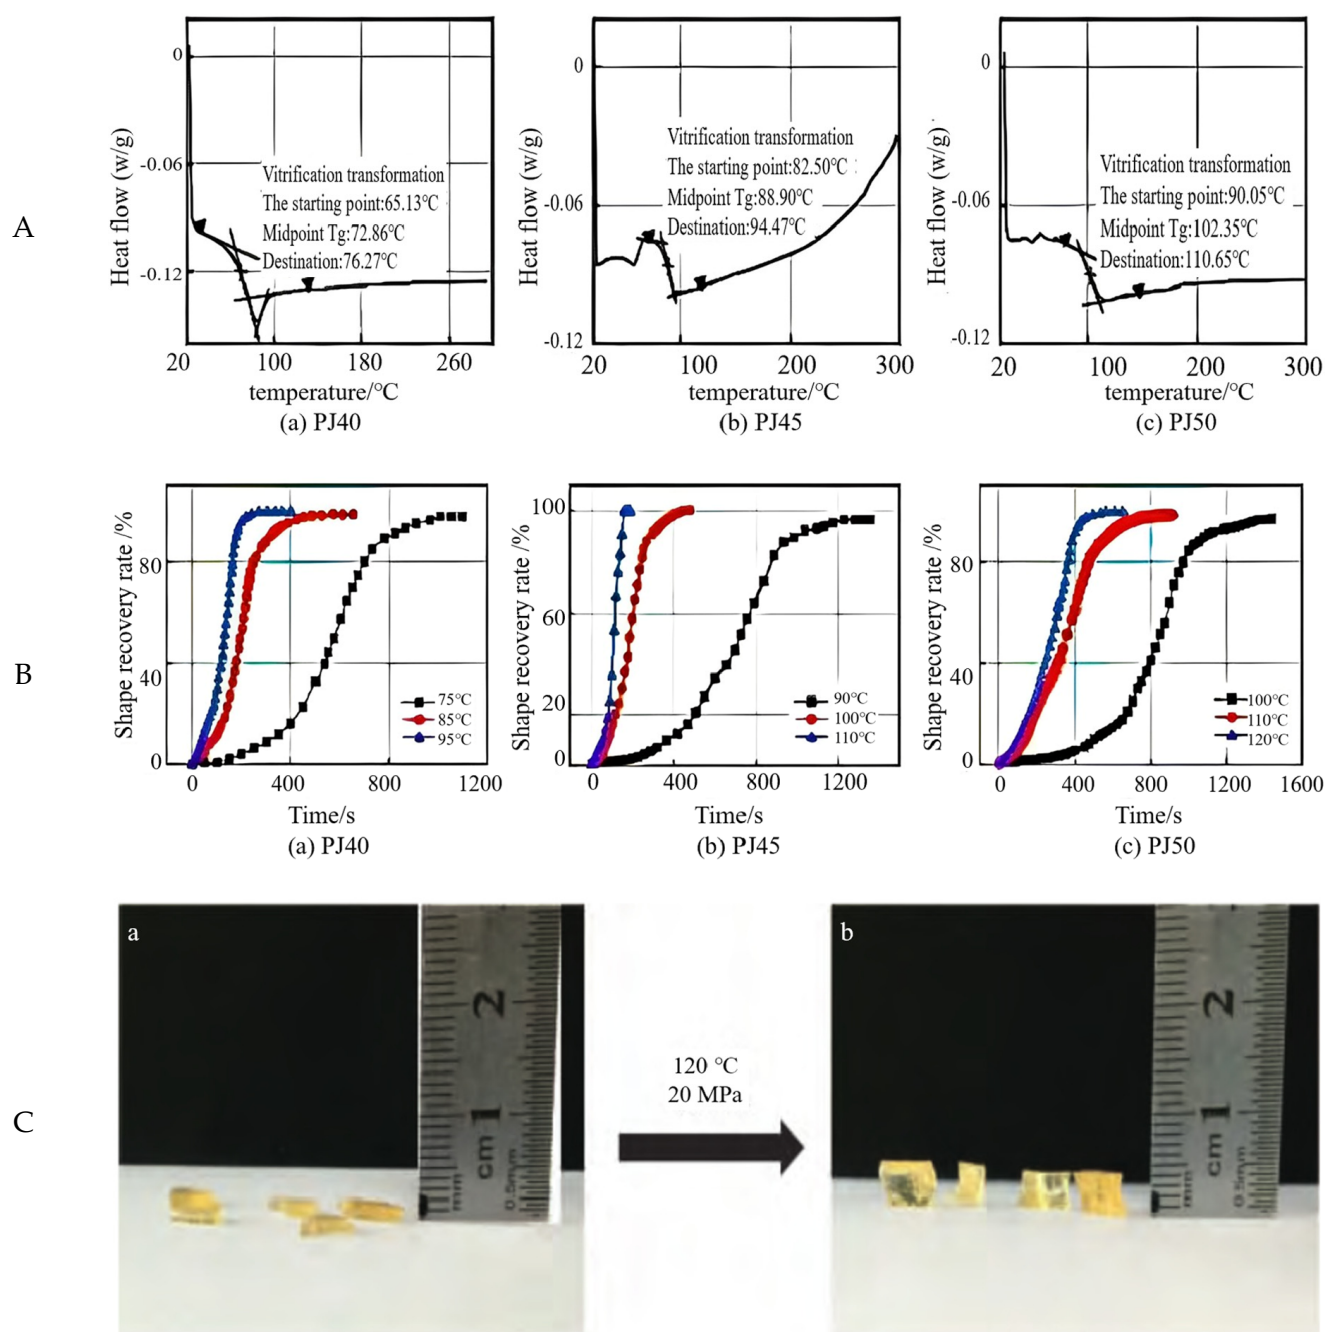 A
0
-0.06
-0.12
Heat flow (w/g)
Vitrification transformation
The starting point:65.13℃
Midpoint Tg:72.86℃
Destination:76.27℃
20 100 180 260
temperature/℃
(a) PJ40
0
-0.06
-0.12
Heat flow (w/g)
Vitrification transformation
The starting point:82.50℃
Midpoint Tg:88.90℃
Destination:94.47℃
20 100 200 300
temperature/℃
(b) PJ45
0
-0.06
-0.12
Heat flow (w/g)
Vitrification transformation
The starting point:90.05℃
Midpoint Tg:102.35℃
Destination:110.65℃
20 100 200 300
temperature/℃
(c) PJ50
B
Shape recovery rate /%
80
40
0
75℃
85℃
95℃
0 400 800 1200
Time/s
(a) PJ40
Shape recovery rate /%
100
60
20
0
90℃
100℃
110℃
0 400 800 1200
Time/s
(b) PJ45
Shape recovery rate /%
80
40
0
100℃
110℃
120℃
0 400 800 1200 1600
Time/s
(c) PJ50
C
a
2
1
cm
mm
0.5mm
120 ℃
20 MPa
b
2
1
cm
mm
0.5mm